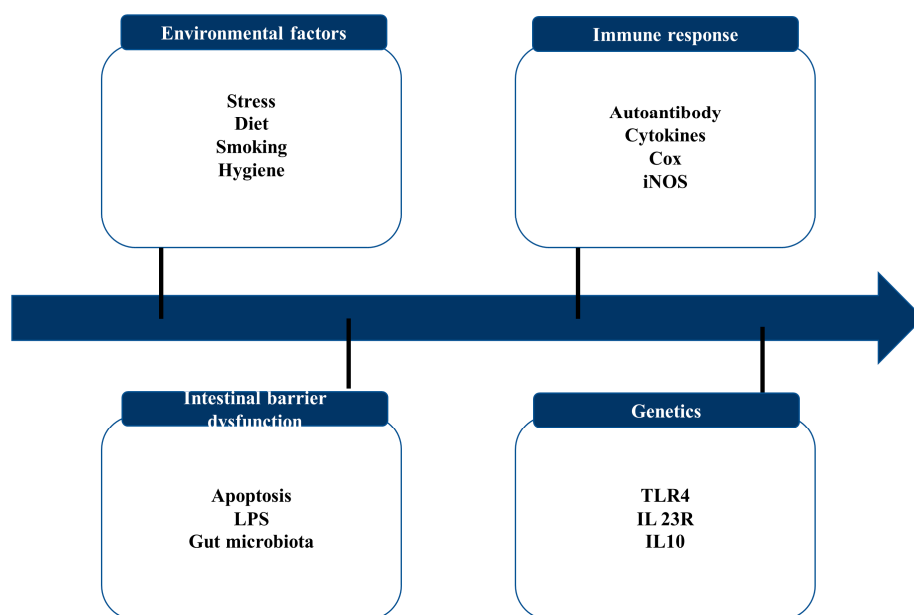 Environmental factors
Stress
Diet
Smoking
Hygiene
Immune response
Autoantibody
Cytokines
Cox
iNOS
Intestinal barrier
dysfunction
Apoptosis
LPS
Gut microbiota
Genetics
TLR4
IL 23R
IL10